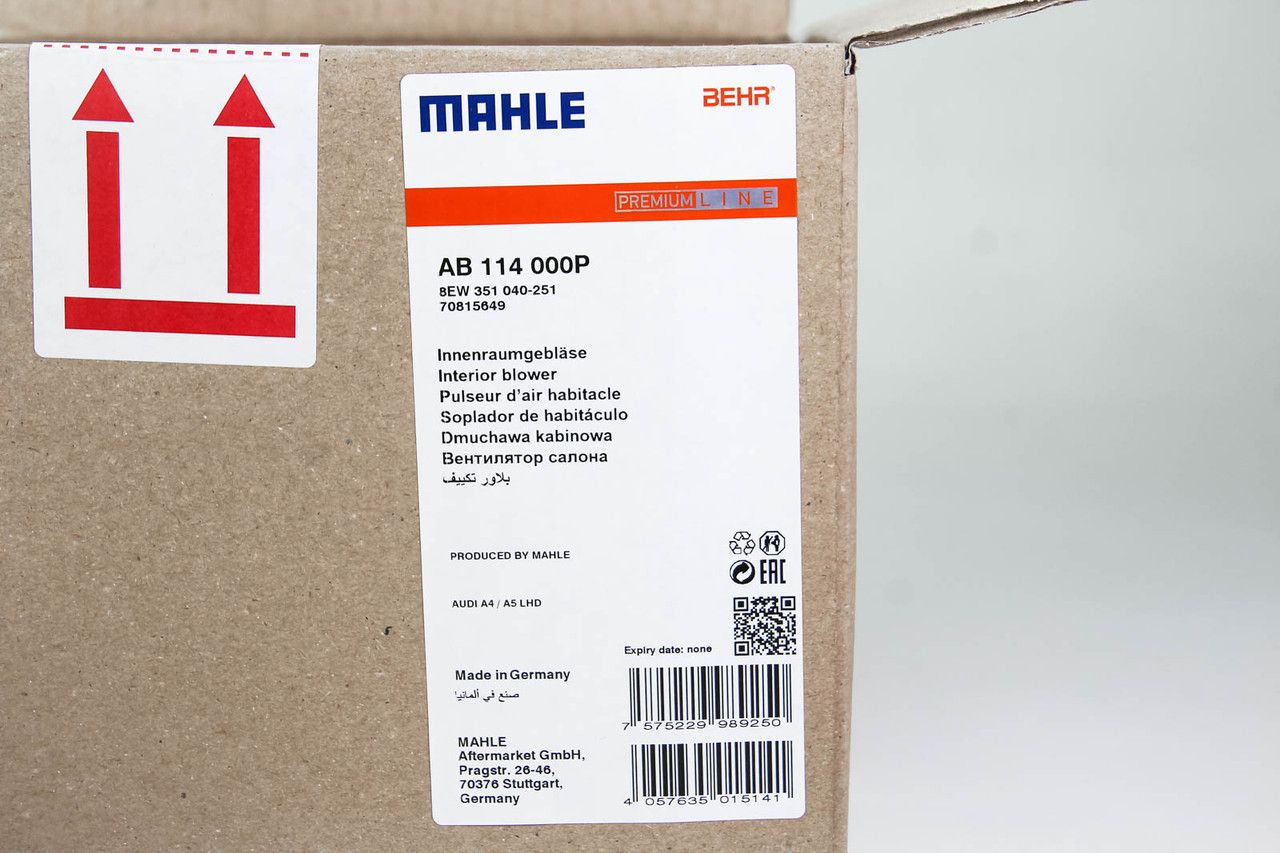 MAHLE
BEHR®
PREMIUM LINE
AB 114 000P
8EW 351 040-251
70815649
Innenraumgebläse
Interior blower
Pulseur d'air habitacle
Soplador de habitáculo
Dmuchawa kabinowa
Вентилятор салона
بلاور تكييف
PRODUCED BY MAHLE
EAC
AUDI A4 / A5 LHD
Expiry date: none
Made in Germany
صنع في ألمانيا
7 575229 989250
MAHLE
Aftermarket GmbH,
Pragstr. 26-46,
70376 Stuttgart,
Germany
4 057635 015141